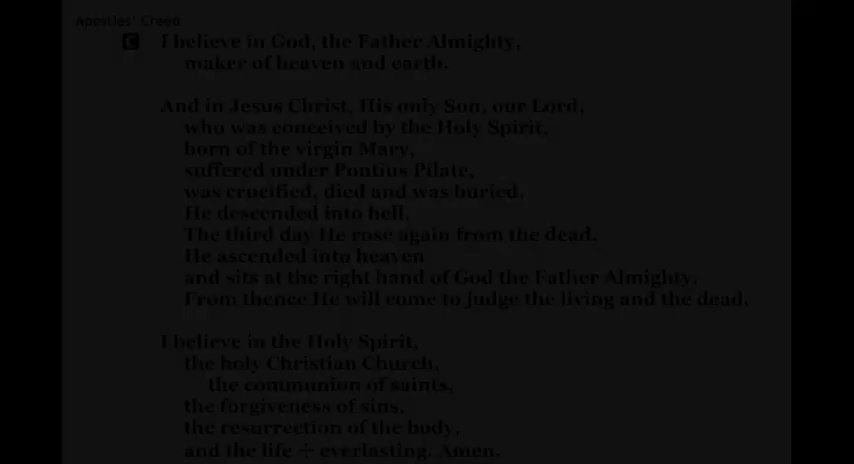 Apostles' Creed
C I believe in God, the Father Almighty,
maker of heaven and earth.
And in Jesus Christ, His only Son, our Lord,
who was conceived by the Holy Spirit,
born of the virgin Mary,
suffered under Pontius Pilate,
was crucified, died and was buried.
He descended into hell.
The third day He rose again from the dead.
He ascended into heaven
and sits at the right hand of God the Father Almighty.
From thence He will come to judge the living and the dead.
I believe in the Holy Spirit,
the holy Christian Church,
the communion of saints,
the forgiveness of sins,
the resurrection of the body,
and the life ☩ everlasting. Amen.